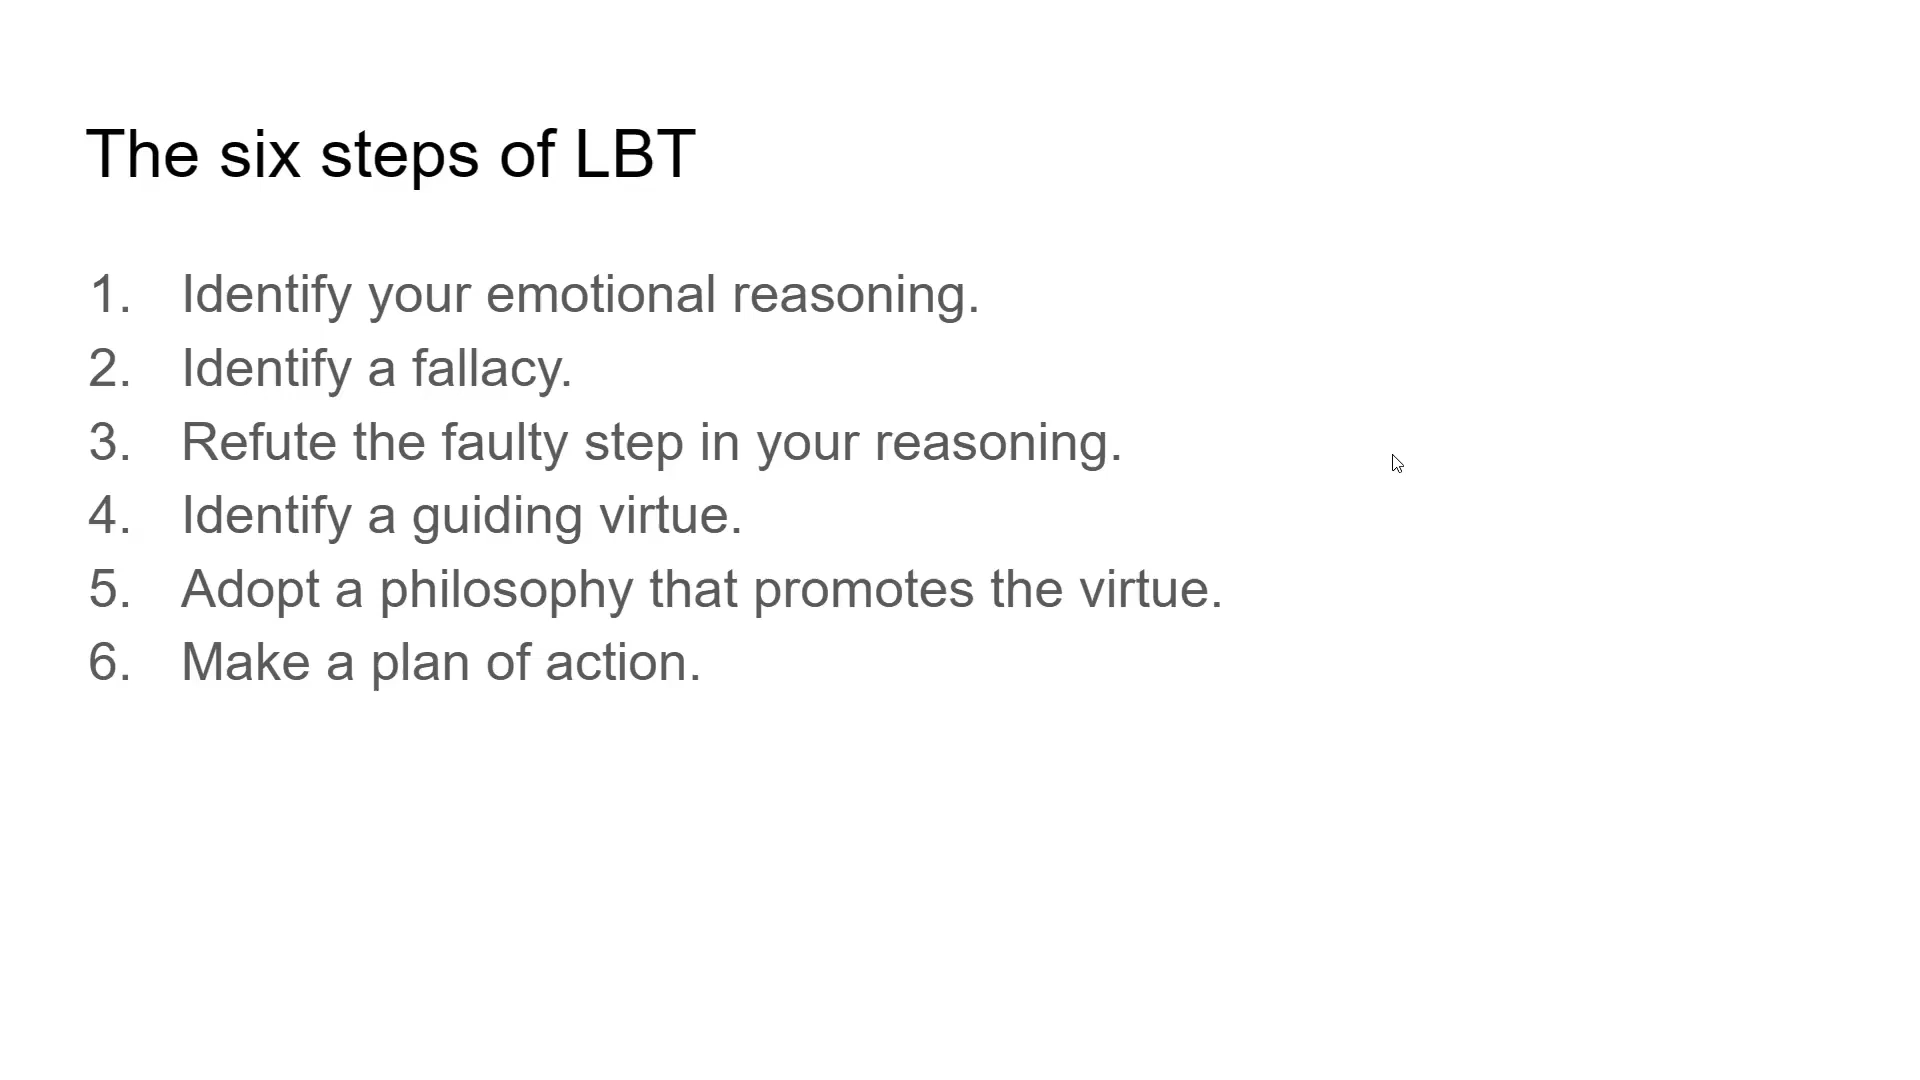 The six steps of LBT
1. Identify your emotional reasoning.
2. Identify a fallacy.
3. Refute the faulty step in your reasoning.
4. Identify a guiding virtue.
5. Adopt a philosophy that promotes the virtue.
6. Make a plan of action.